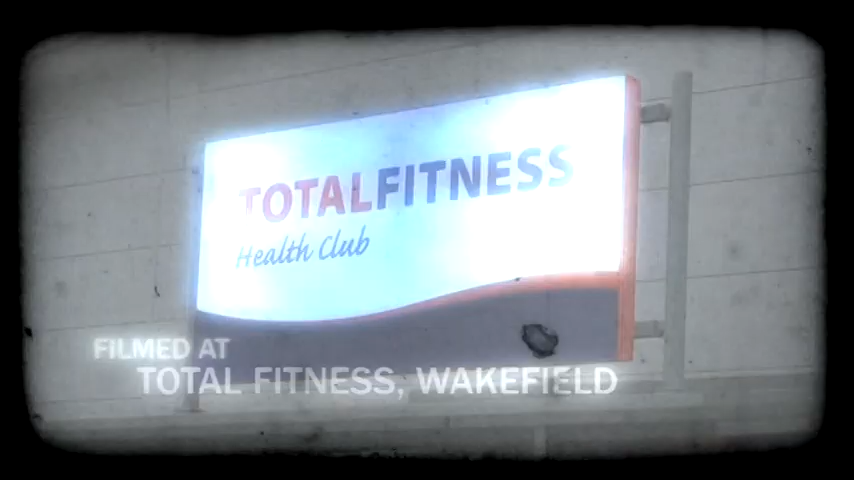 TOTALFITNESS
Health Club
FILMED AT
TOTAL FITNESS, WAKEFIELD